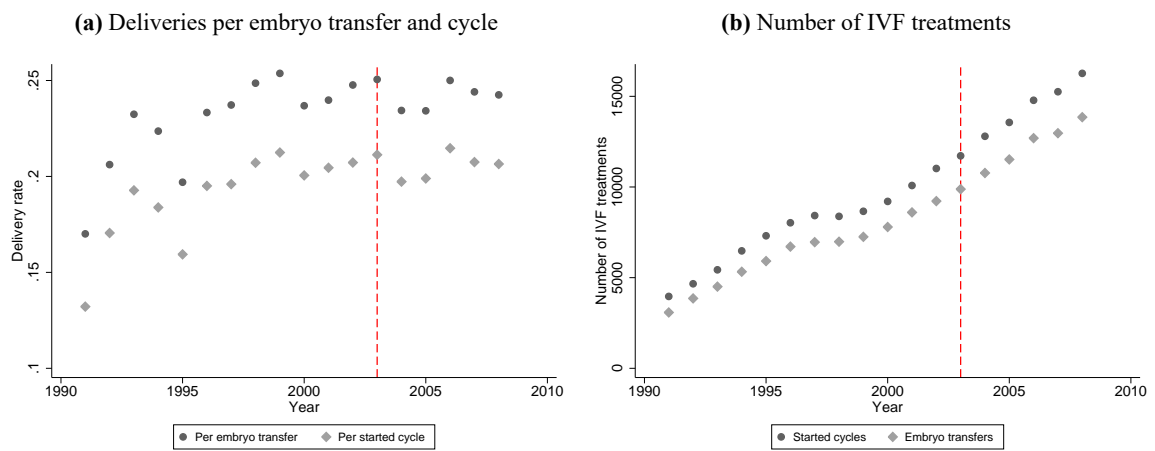 (a) Deliveries per embryo transfer and cycle
Delivery rate
.25
.2
.15
.1
1990
1995
2000
2005
2010
Year
Per embryo transfer
Per started cycle
(b) Number of IVF treatments
Number of IVF treatments
15000
10000
5000
0
1990
1995
2000
2005
2010
Year
Started cycles
Embryo transfers